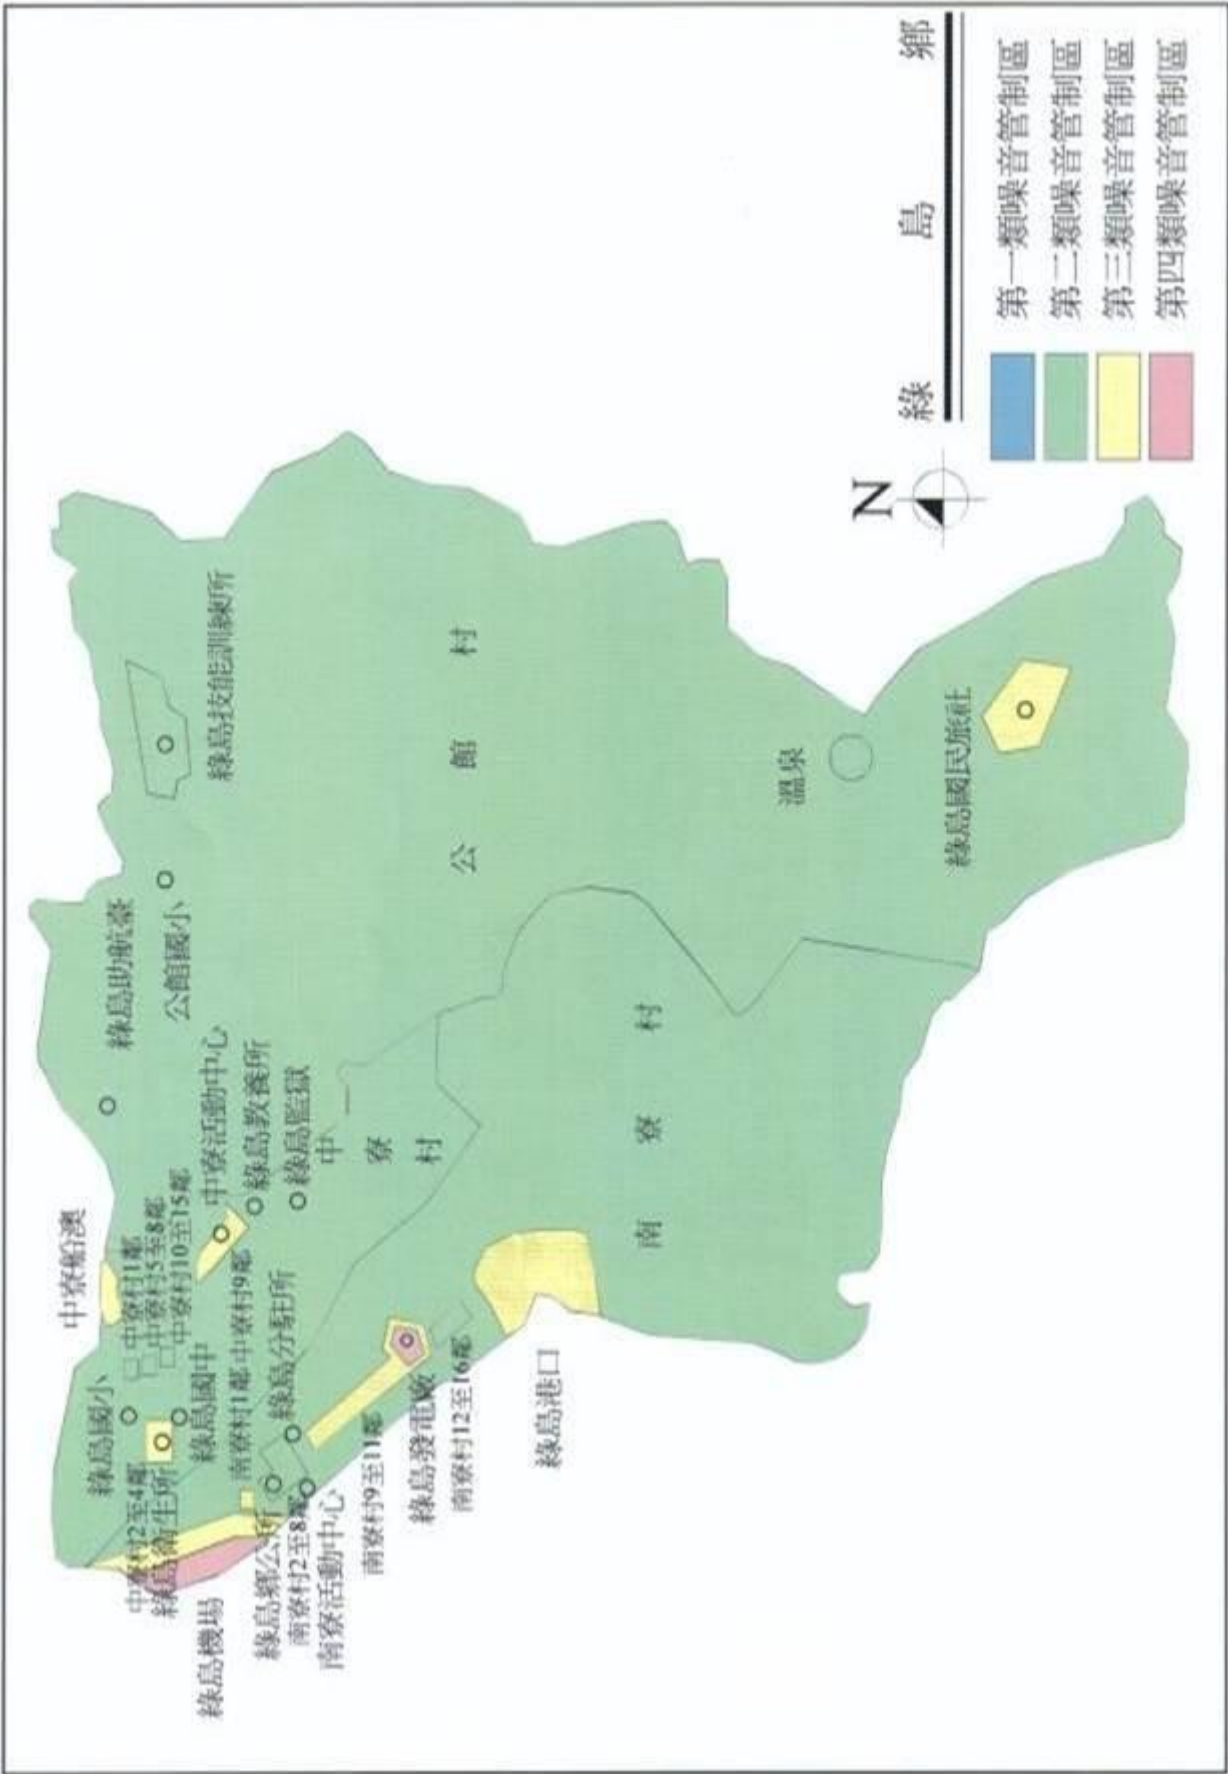 綠島鄉
N
第一類噪音管制區
第二類噪音管制區
第三類噪音管制區
第四類噪音管制區
中寮船澳
綠島國小
中寮村1鄰
中寮村5至8鄰
中寮村10至15鄰
綠島助航臺
公館國小
綠島技能訓練所
中寮村2至4鄰
綠島衛生所
綠島國中
中寮活動中心
綠島機場
南寮村1鄰
中寮村9鄰
綠島教養所
綠島鄉公所
綠島分駐所
綠島監獄
南寮村2至8鄰
南寮活動中心
中寮村
南寮村9至11鄰
綠島發電廠
南寮村12至16鄰
公館村
綠島港口
南寮村
溫泉
綠島國民旅社